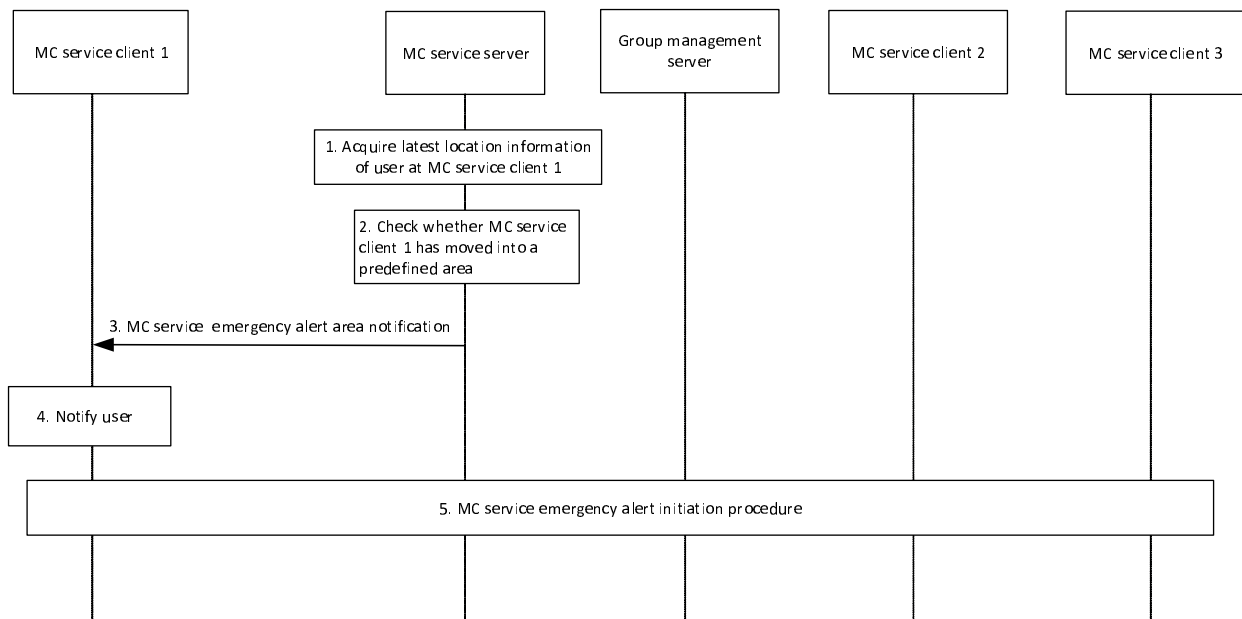 MC service client 1
MC service server
Group management
server
MC service client 2
MC service client 3
1. Acquire latest location information
of user at MC service client 1
2. Check whether MC service
client 1 has moved into a
predefined area
3. MC service emergency alert area notification
4. Notify user
5. MC service emergency alert initiation procedure